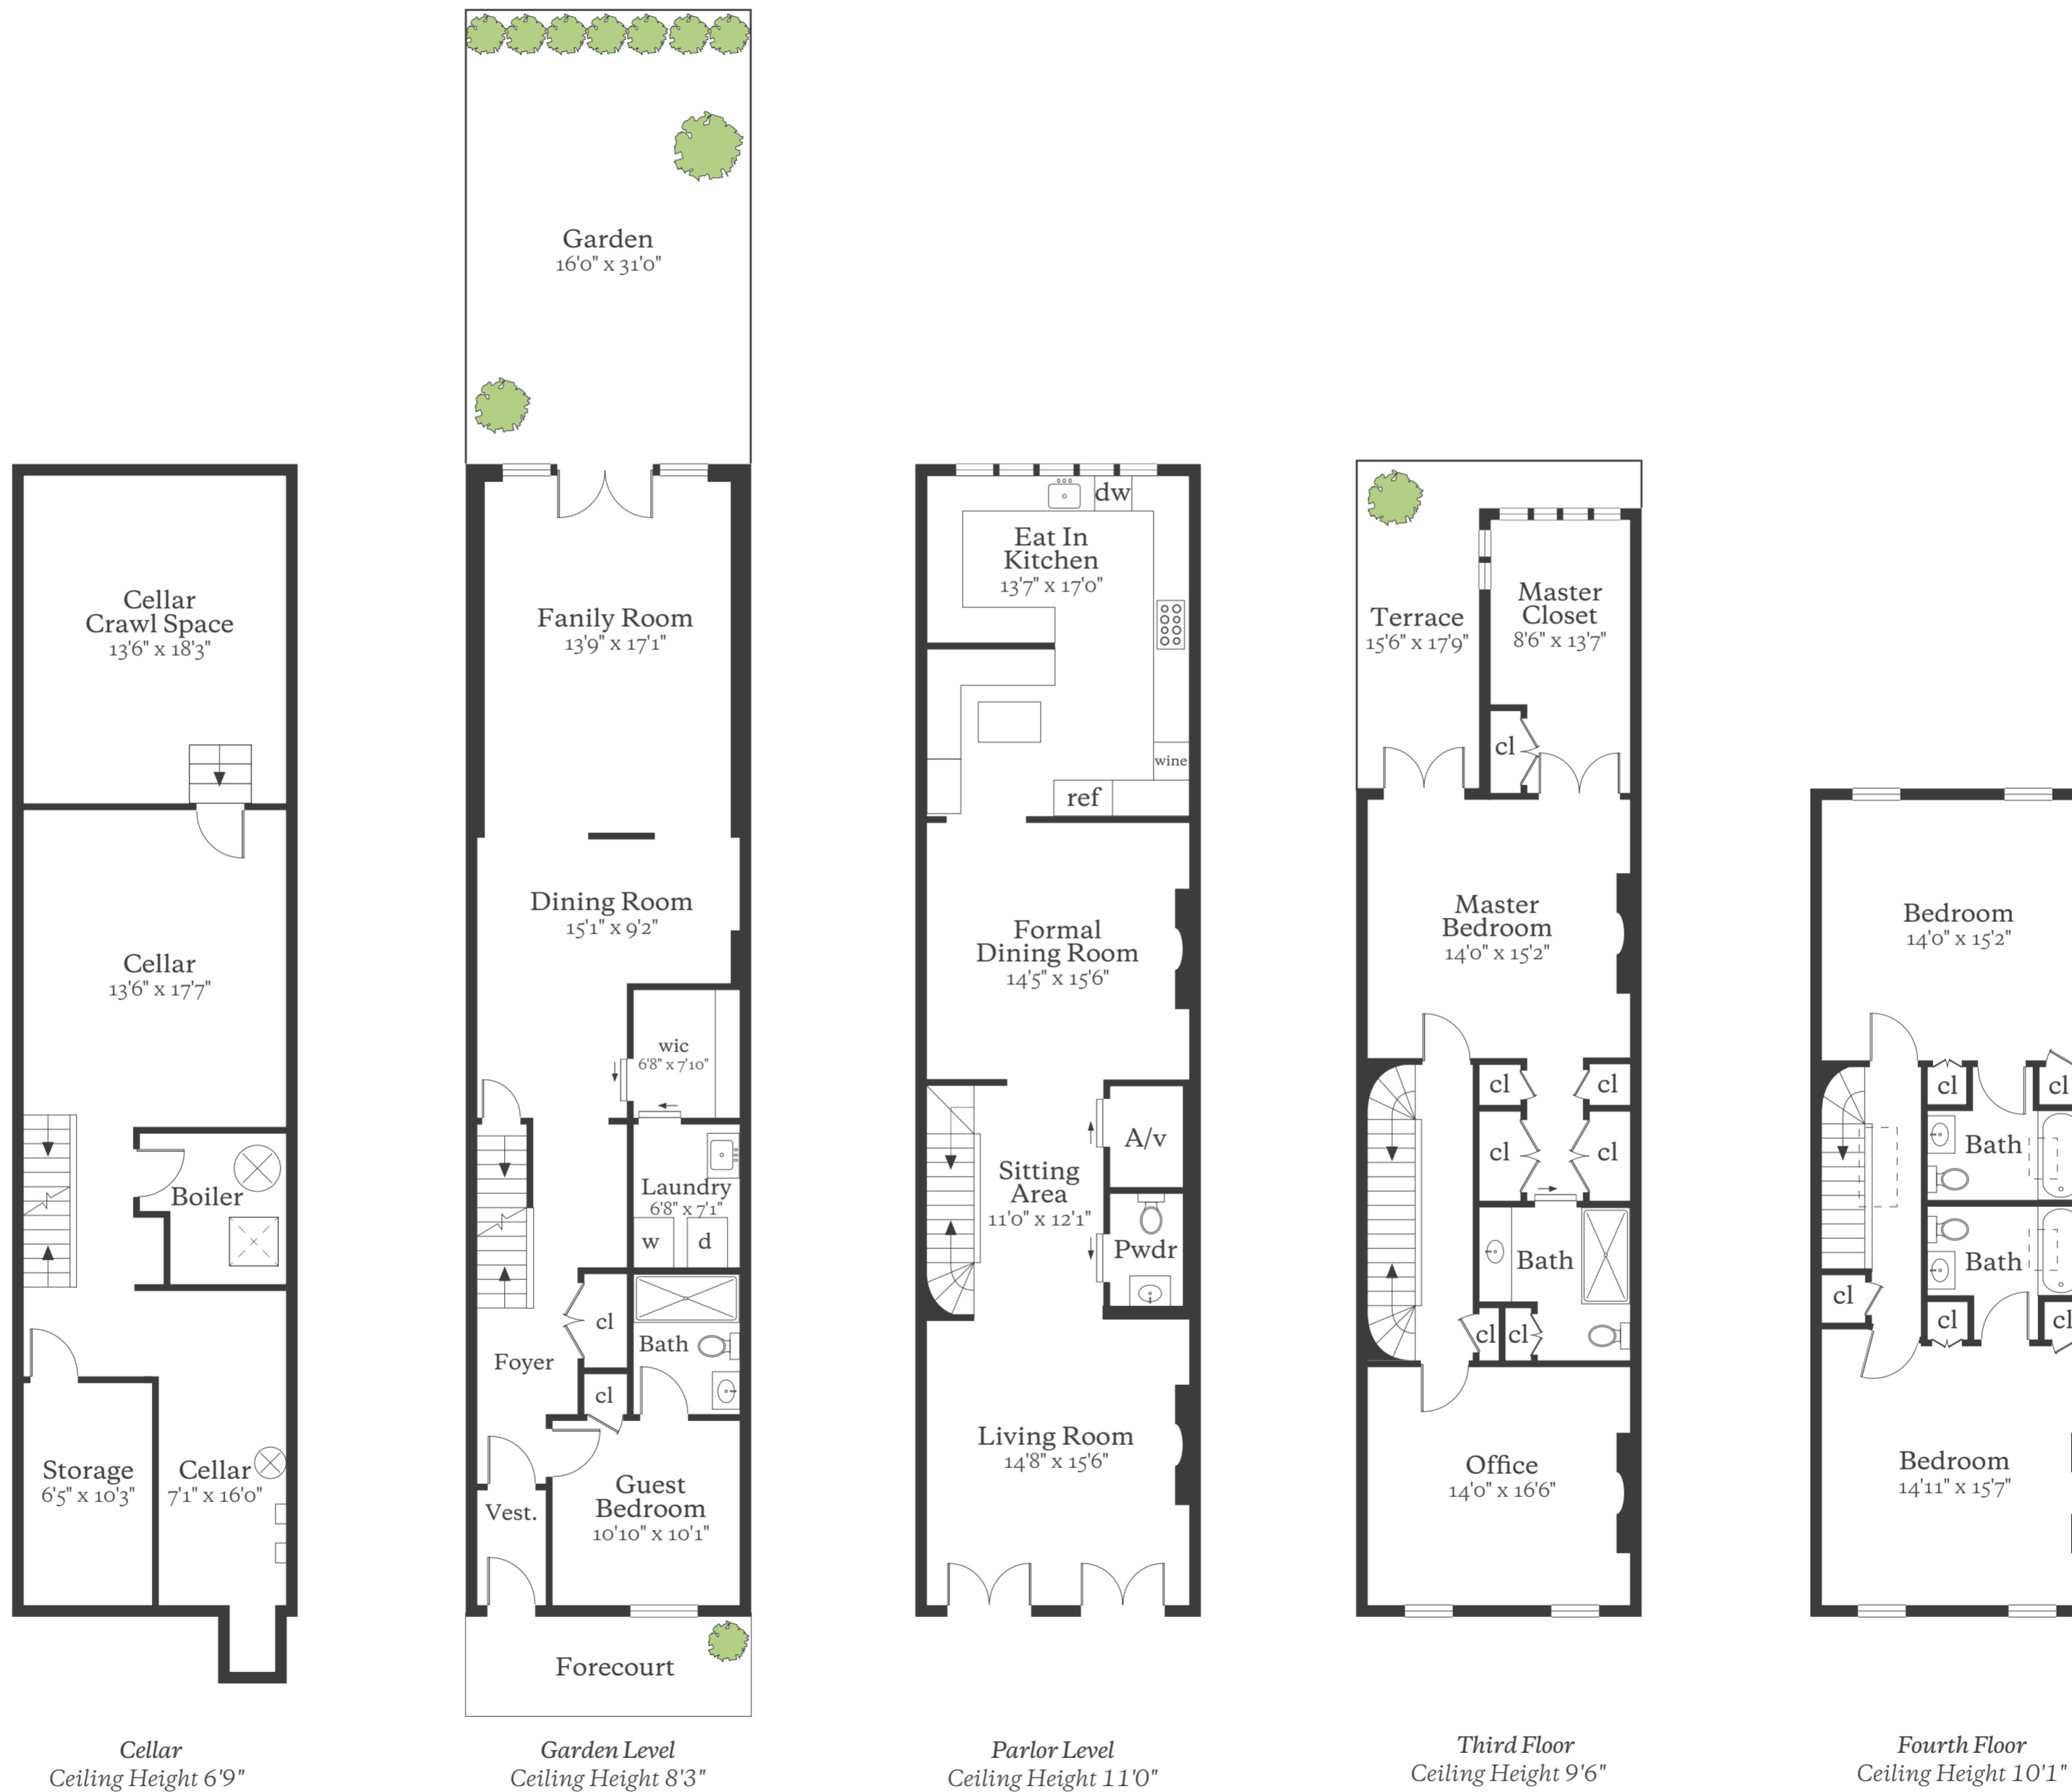 Cellar
Crawl Space
13'6" x 18'3"
Cellar
13'6" x 17'7"
Boiler
Storage
6'5" x 10'3"
Cellar
7'1" x 16'0"
Cellar
Ceiling Height 6'9"
Garden
16'0" x 31'0"
Fanily Room
13'9" x 17'1"
Dining Room
15'1" x 9'2"
wic
6'8" x 7'10"
Laundry
6'8" x 7'1"
w
d
cl
Bath
Foyer
cl
Vest.
Guest
Bedroom
10'10" x 10'1"
Forecourt
Garden Level
Ceiling Height 8'3"
dw
Eat In
Kitchen
13'7" x 17'0"
wine
ref
Formal
Dining Room
14'5" x 15'6"
A/v
Sitting
Area
11'0" x 12'1"
Pwdr
Living Room
14'8" x 15'6"
Parlor Level
Ceiling Height 11'0"
Terrace
15'6" x 17'9"
Master
Closet
8'6" x 13'7"
cl
Master
Bedroom
14'0" x 15'2"
cl
cl
cl
cl
Bath
cl
cl
Office
14'0" x 16'6"
Third Floor
Ceiling Height 9'6"
Bedroom
14'0" x 15'2"
cl
cl
Bath
Bath
cl
cl
cl
Bedroom
14'11" x 15'7"
Fourth Floor
Ceiling Height 10'1"